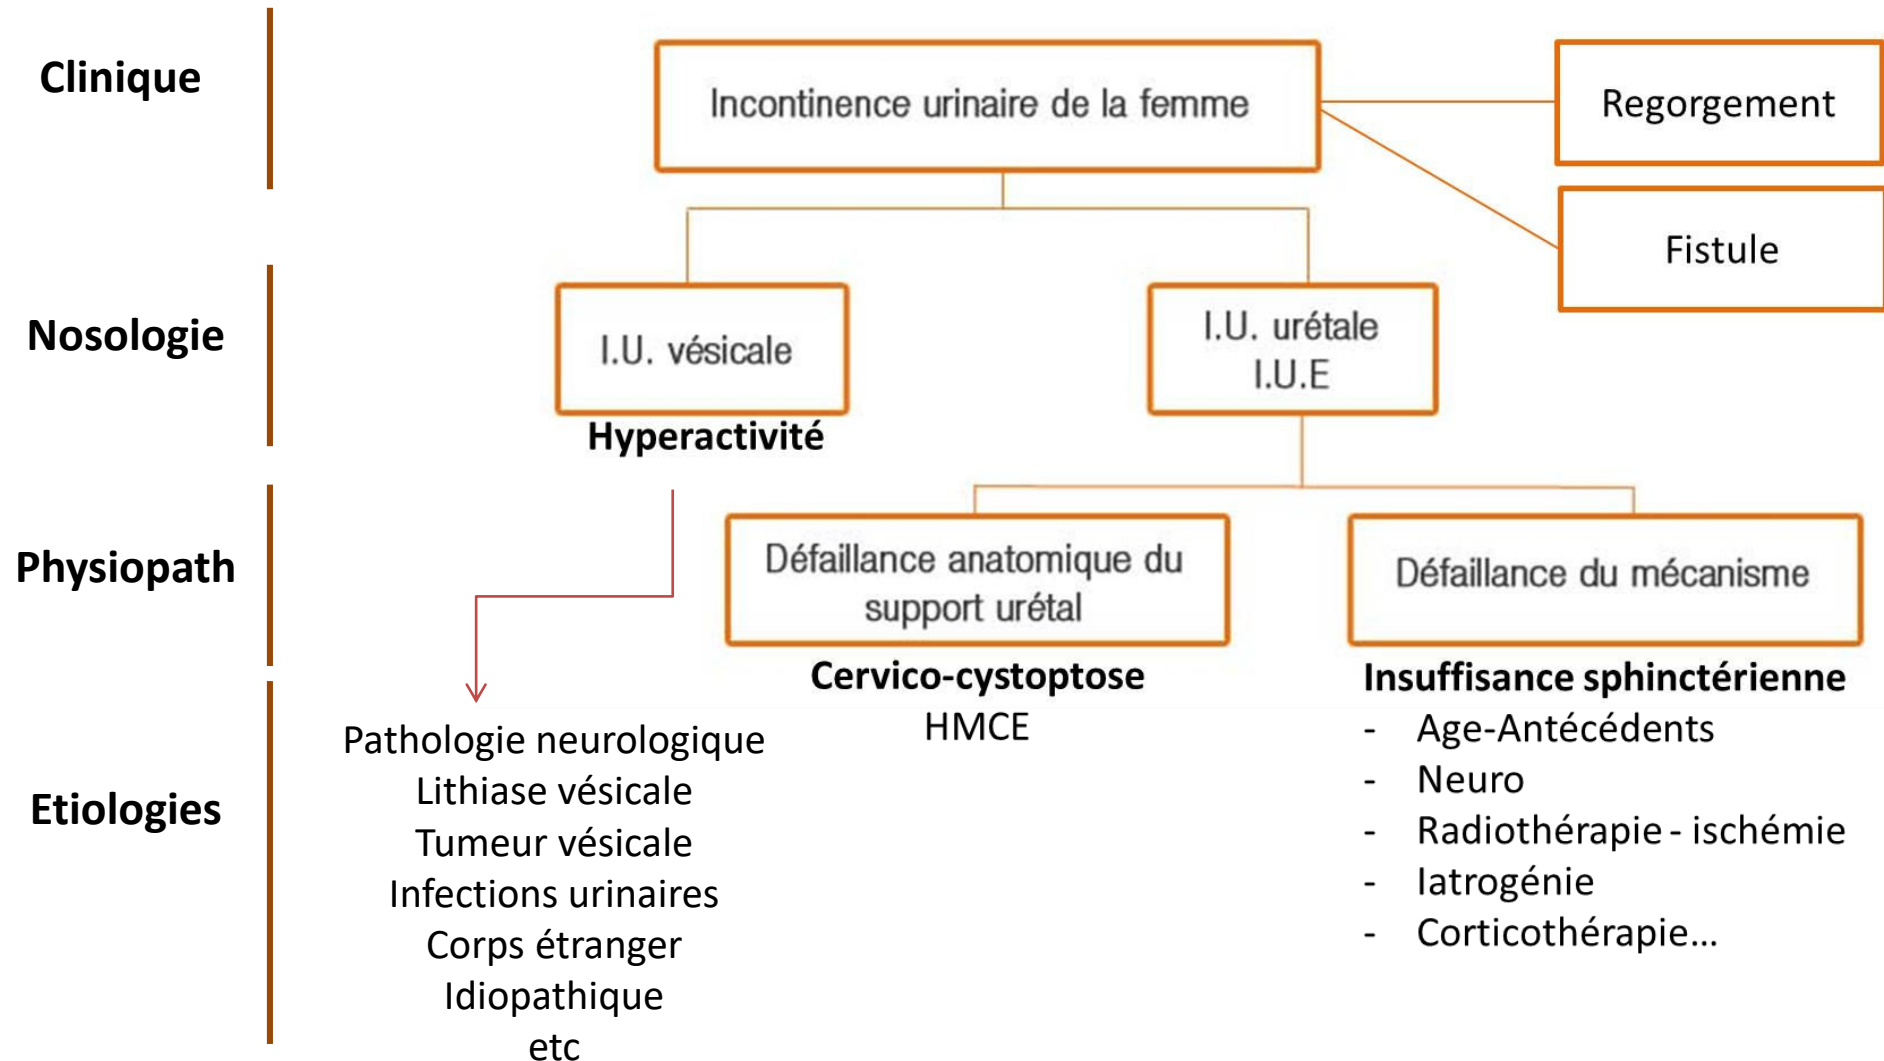 Clinique
Incontinence urinaire de la femme
Regorgement
Fistule
Nosologie
I.U. vésicale
Hyperactivité
I.U. urétale
I.U.E
Physiopath
Défaillance anatomique du
support urétal
Cervico-cystoptose
HMCE
Défaillance du mécanisme
Insuffisance sphinctérienne
- Age-Antécédents
- Neuro
- Radiothérapie - ischémie
- Iatrogénie
- Corticothérapie...
Etiologies
Pathologie neurologique
Lithiase vésicale
Tumeur vésicale
Infections urinaires
Corps étranger
Idiopathique
etc